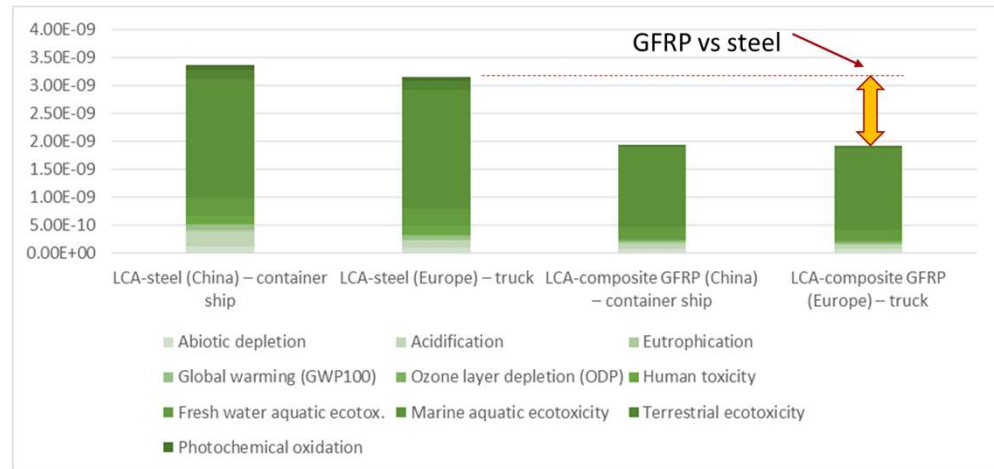 4.00E-09
3.50E-09
3.00E-09
2.50E-09
2.00E-09
1.50E-09
1.00E-09
5.00E-10
0.00E+00
GFRP vs steel
LCA-steel (China) – container
ship
LCA-steel (Europe) – truck
LCA-composite GFRP (China)
– container ship
LCA-composite GFRP
(Europe) – truck
Abiotic depletion
Acidification
Eutrophication
Global warming (GWP100)
Ozone layer depletion (ODP)
Human toxicity
Fresh water aquatic ecotox.
Marine aquatic ecotoxicity
Terrestrial ecotoxicity
Photochemical oxidation